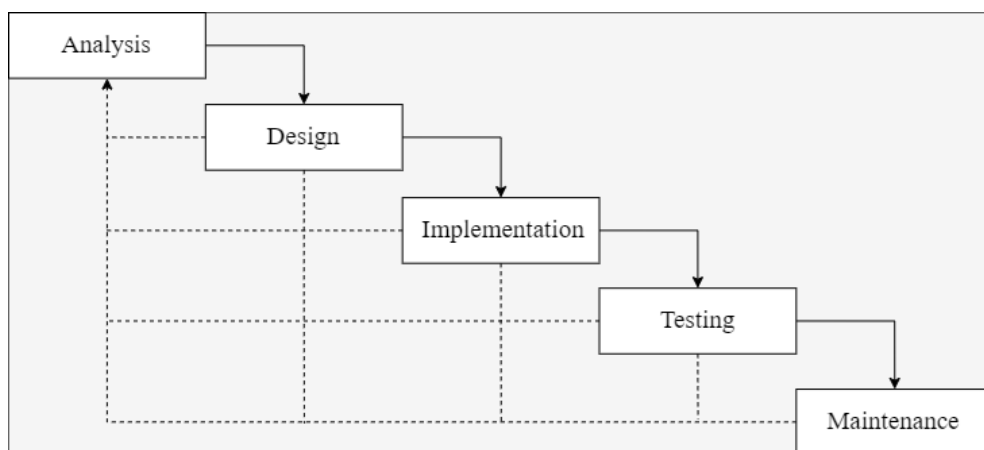 Analysis
Design
Implementation
Testing
Maintenance